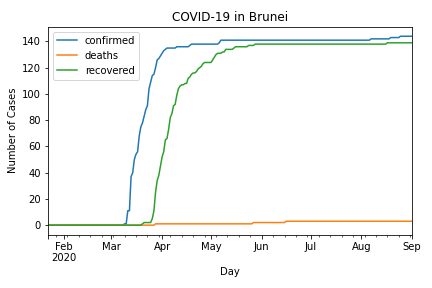 COVID-19 in Brunei
confirmed
deaths
recovered
Number of Cases
140
120
100
80
60
40
20
0
Feb
2020
Mar
Apr
May
Jun
Jul
Aug
Sep
Day